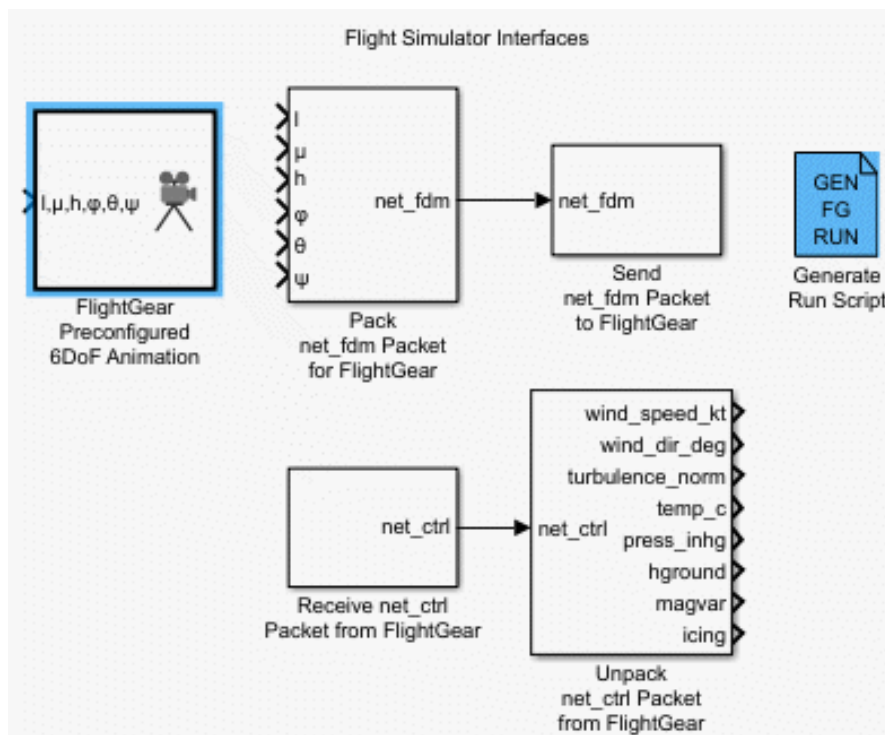 Flight Simulator Interfaces
l,μ,h,φ,θ,ψ
FlightGear
Preconfigured
6DoF Animation
l
μ
h
φ
θ
ψ
net_fdm
Pack
net_fdm Packet
for FlightGear
net_fdm
Send
net_fdm Packet
to FlightGear
GEN
FG
RUN
Generate
Run Script
net_ctrl
Receive net_ctrl
Packet from FlightGear
net_ctrl
wind_speed_kt
wind_dir_deg
turbulence_norm
temp_c
press_inhg
hground
magvar
icing
Unpack
net_ctrl Packet
from FlightGear